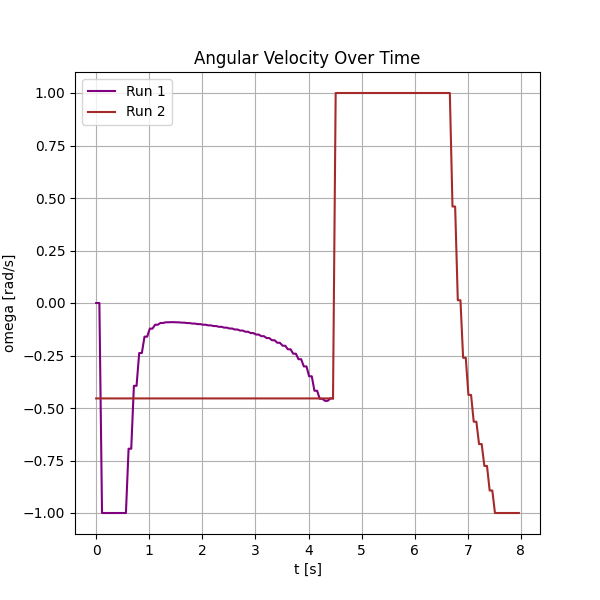 Angular Velocity Over Time
Run 1
Run 2
1.00
0.75
0.50
0.25
0.00
−0.25
−0.50
−0.75
−1.00
omega [rad/s]
0 1 2 3 4 5 6 7 8
t [s]